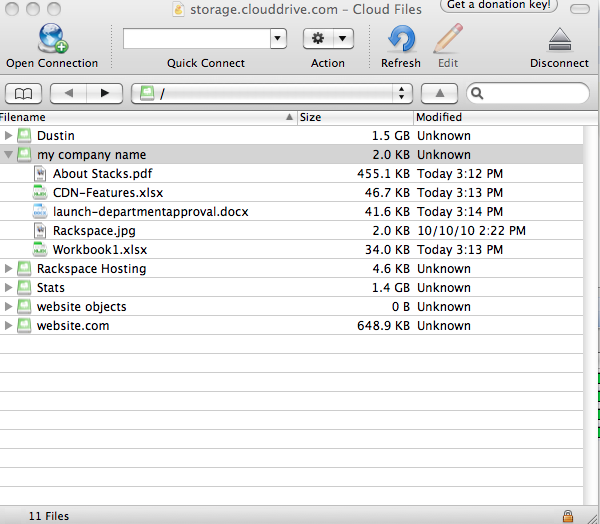 storage.clouddrive.com – Cloud Files
Get a donation key!
Open Connection Quick Connect Action Refresh Edit Disconnect
/
Filename Size Modified
Dustin 1.5 GB Unknown
my company name 2.0 KB Unknown
About Stacks.pdf 455.1 KB Today 3:12 PM
CDN-Features.xlsx 46.7 KB Today 3:13 PM
launch-departmentapproval.docx 41.6 KB Today 3:14 PM
Rackspace.jpg 2.0 KB 10/10/10 2:22 PM
Workbook1.xlsx 34.0 KB Today 3:13 PM
Rackspace Hosting 4.6 KB Unknown
Stats 1.4 GB Unknown
website objects 0 B Unknown
website.com 648.9 KB Unknown
11 Files